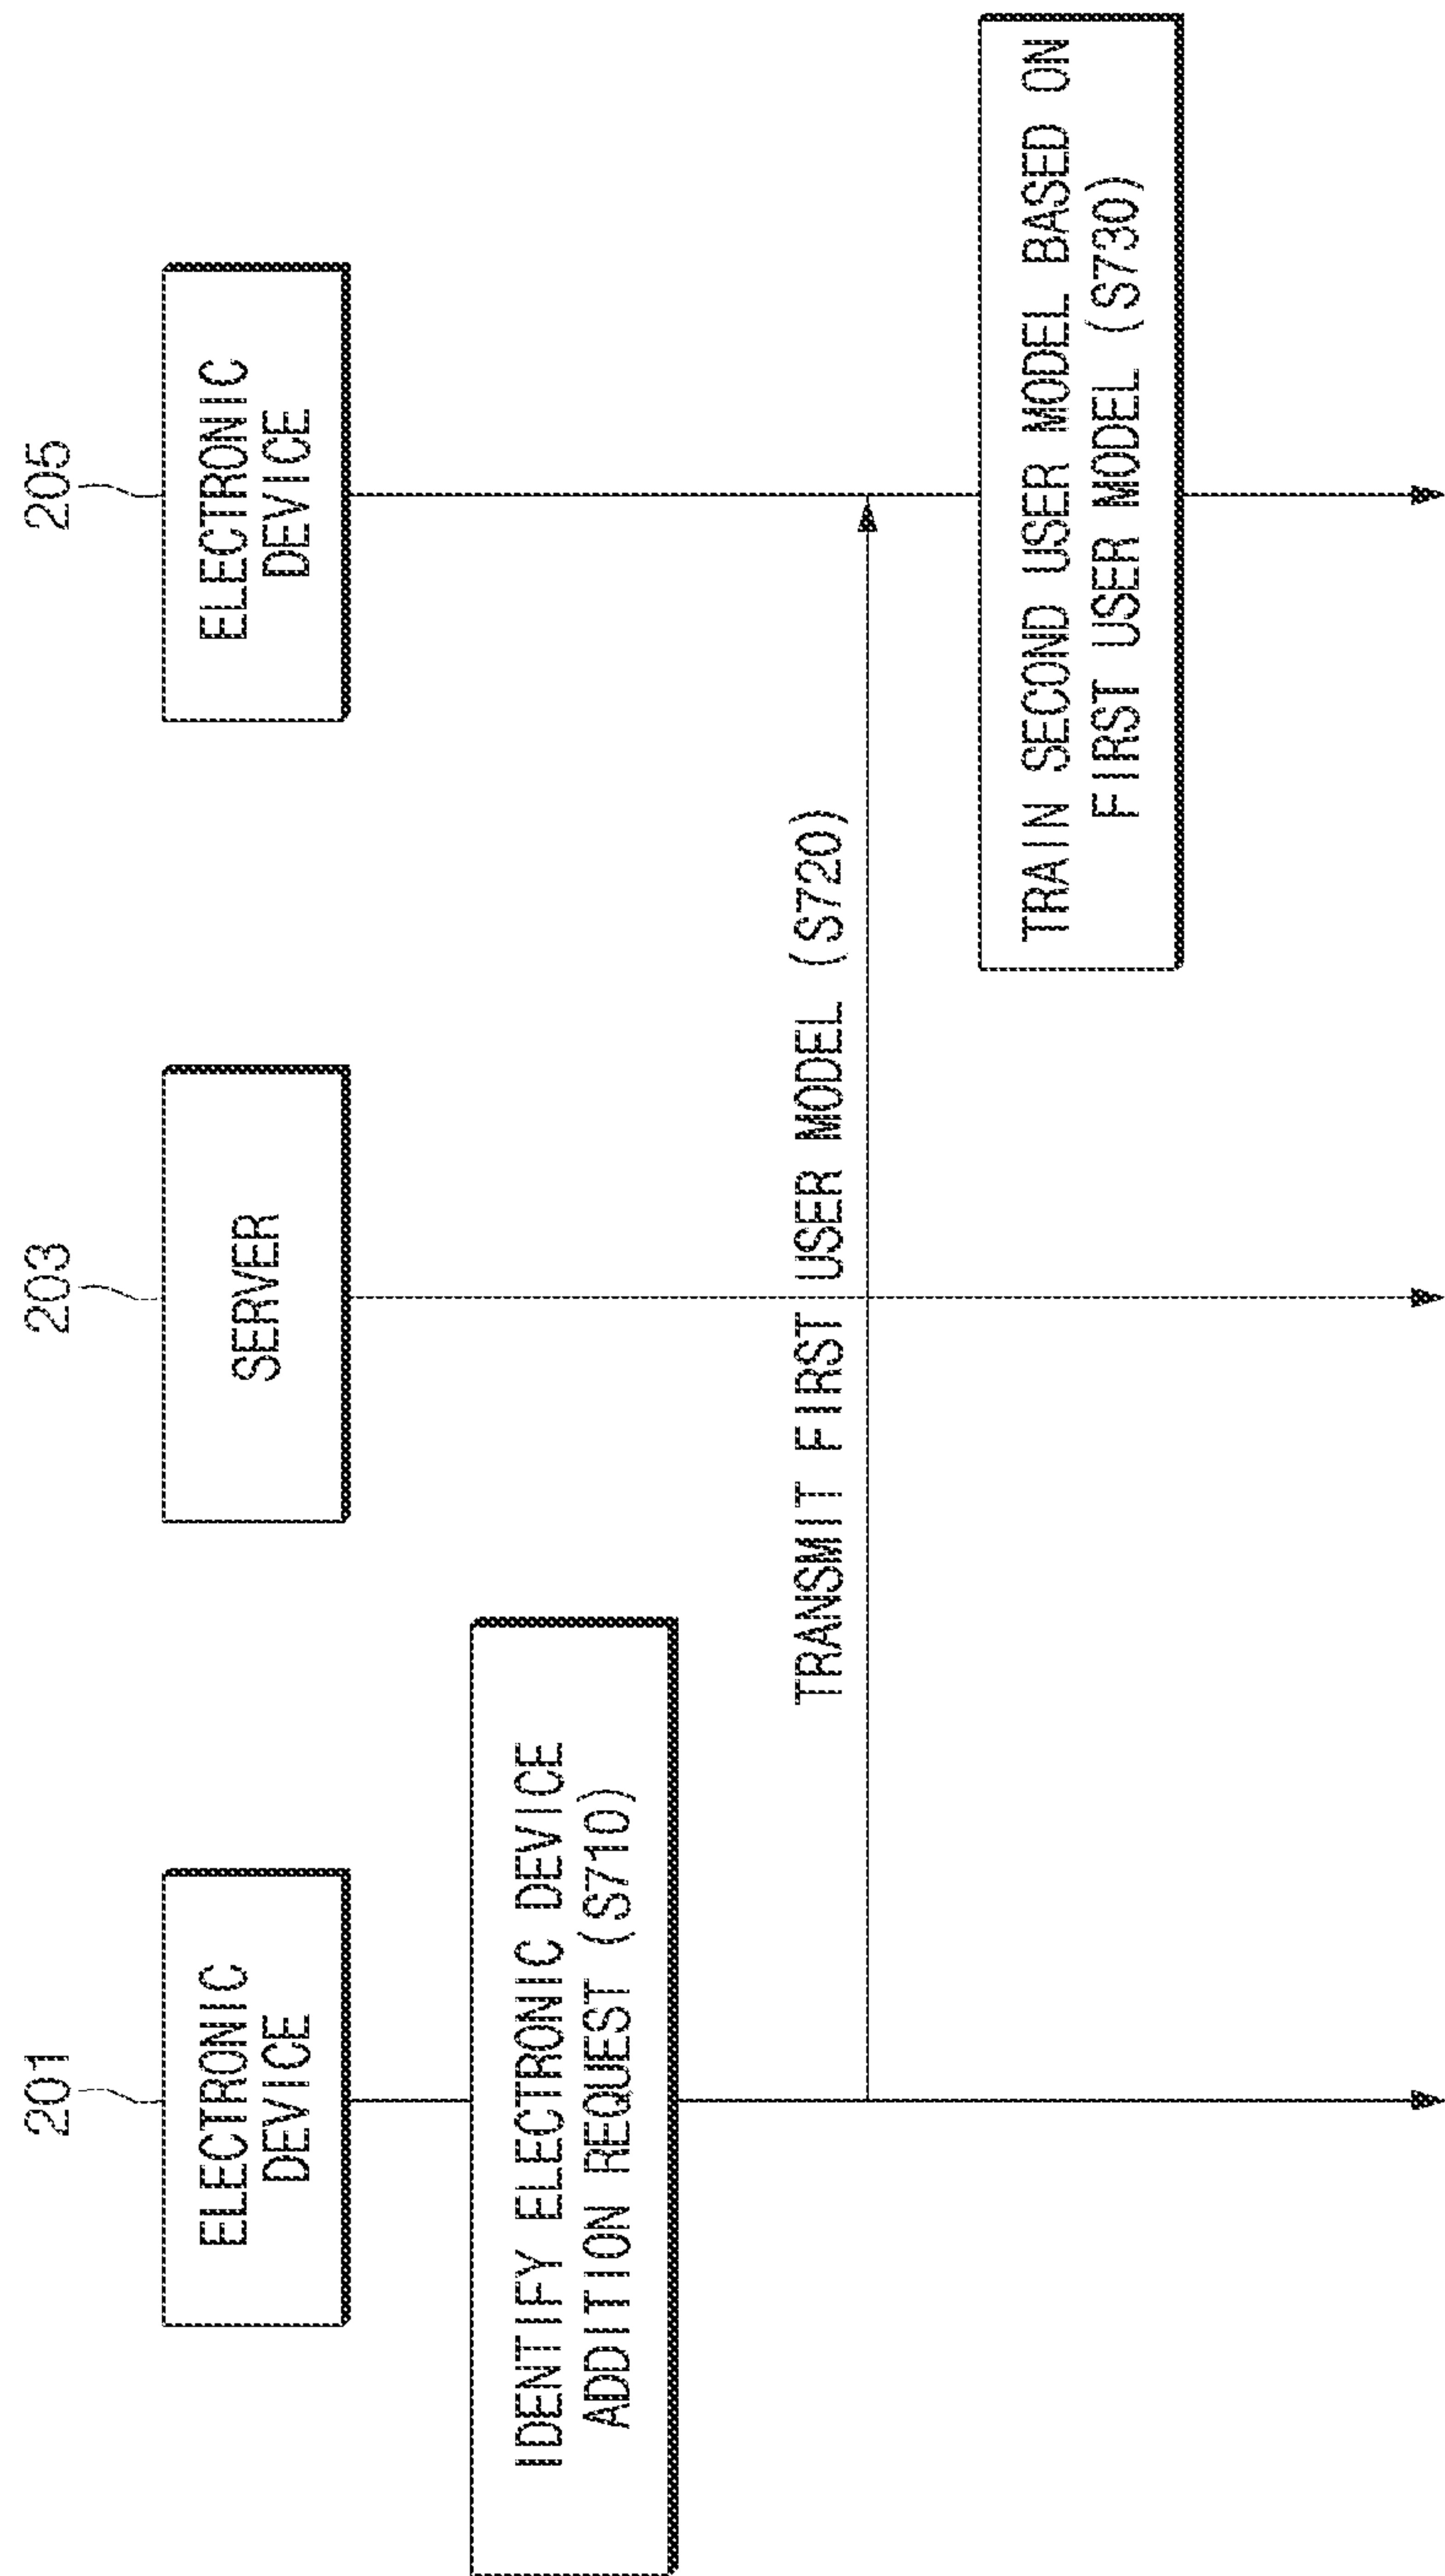 201
203
205
ELECTRONIC
DEVICE
SERVER
ELECTRONIC
DEVICE
IDENTIFY ELECTRONIC DEVICE
ADDITION REQUEST (S710)
TRANSMIT FIRST USER MODEL (S720)
TRAIN SECOND USER MODEL BASED ON
FIRST USER MODEL (S730)